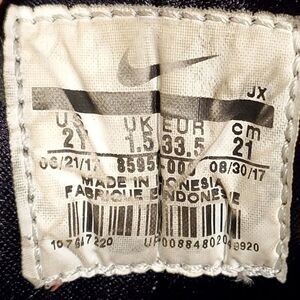 JX
US UK EUR cm
2Y 1.5 33.5 21
06/21/17 08/30/17
MADE IN INDONESIA
FABRIQUE EN INDONESIE